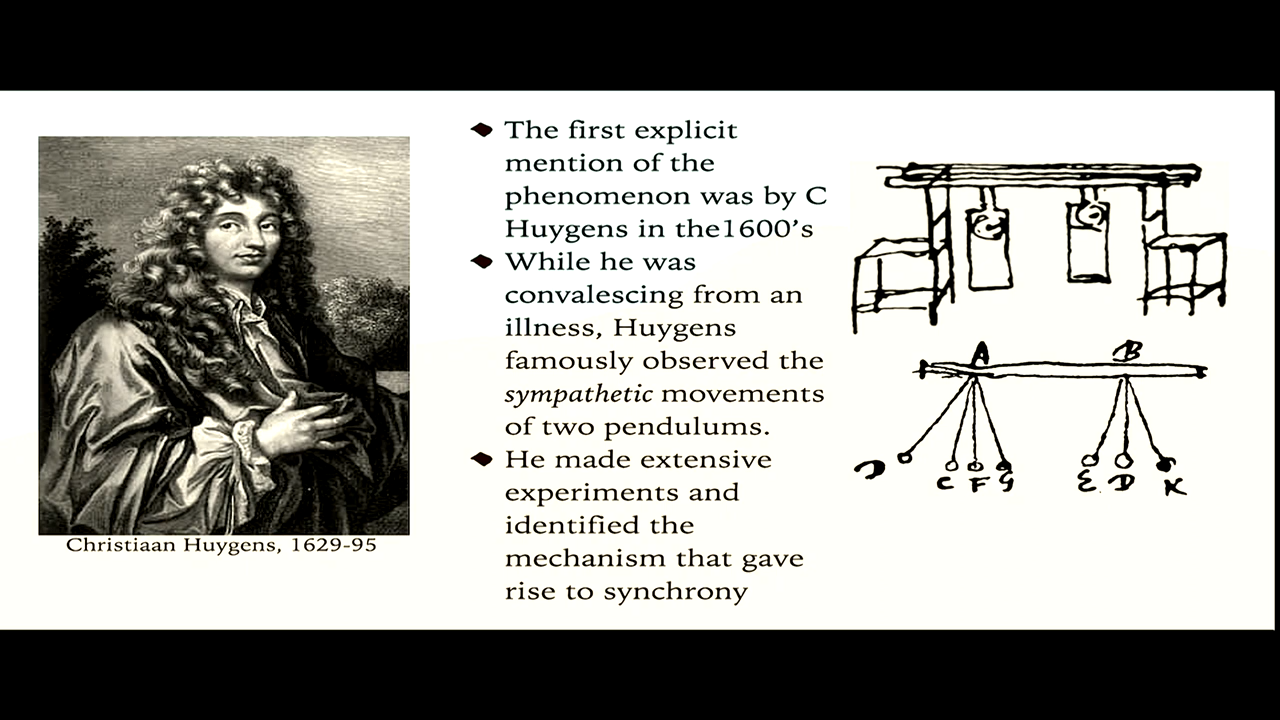 The first explicit
mention of the
phenomenon was by C
Huygens in the1600's
While he was
convalescing from an
illness, Huygens
famously observed the
sympathetic movements
of two pendulums.
He made extensive
experiments and
identified the
mechanism that gave
rise to synchrony
Christiaan Huygens, 1629-95
A B
D C F G E D K